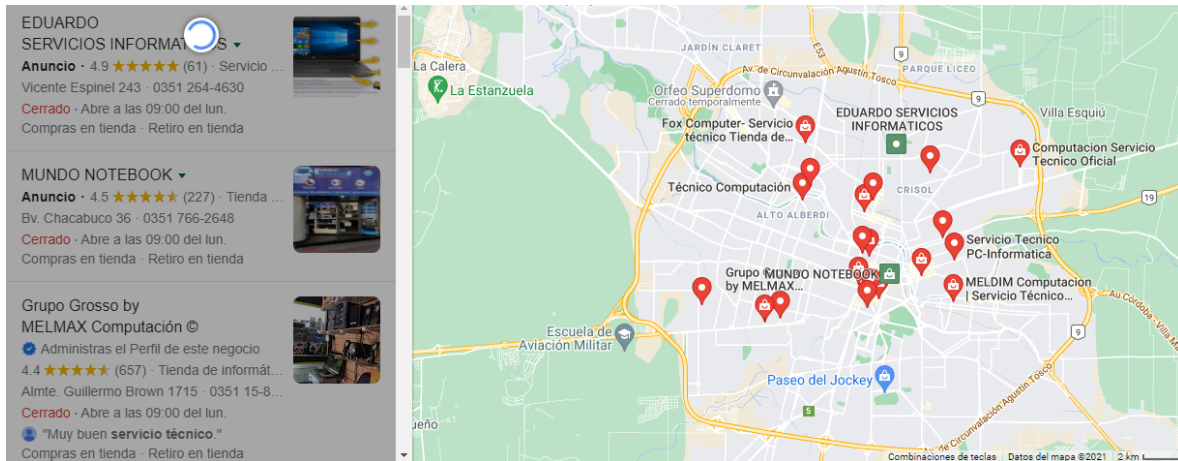 EDUARDO
SERVICIOS INFORMATICOS
Anuncio · 4.9 (61) · Servicio ...
Vicente Espinel 243 · 0351 264-4630
Cerrado · Abre a las 09:00 del lun.
Compras en tienda · Retiro en tienda
MUNDO NOTEBOOK
Anuncio · 4.5 (227) · Tienda ...
Bv. Chacabuco 36 · 0351 766-2648
Cerrado · Abre a las 09:00 del lun.
Compras en tienda · Retiro en tienda
Grupo Grosso by
MELMAX Computación ©
Administras el Perfil de este negocio
4.4 (657) · Tienda de informát...
Almte. Guillermo Brown 1715 · 0351 15-8...
Cerrado · Abre a las 09:00 del lun.
"Muy buen servicio técnico."
Compras en tienda · Retiro en tienda
JARDÍN CLARET
E53
9
PARQUE LICEO
La Calera
Av. de Circunvalación Agustín Tosco
La Estanzuela
Orfeo Superdomo
Cerrado temporalmente
9
Villa Esquiú
Fox Computer- Servicio
técnico Tienda de...
EDUARDO SERVICIOS
INFORMATICOS
Computacion Servicio
Tecnico Oficial
Técnico Computación
CRISOL
19
ALTO ALBERDI
Servicio Tecnico
PC-Informatica
Grupo
by MELMAX...
MUNDO NOTEBOOK
MELDIM Computacion
| Servicio Técnico...
Au Córdoba - Villa
Escuela de
Aviación Militar
9
Paseo del Jockey
5
Av. de Circunvalación Agustín Tosco
ueño
Combinaciones de teclas
Datos del mapa ©2021
2 km